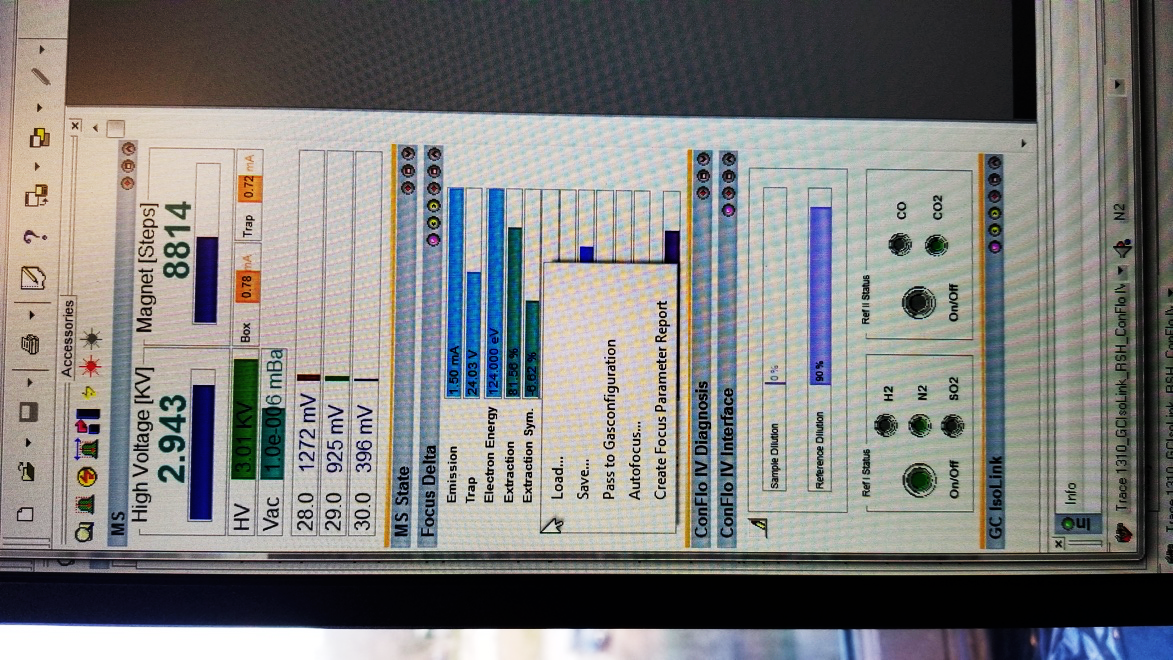 Accessories
MS
High Voltage [KV]
Magnet [Steps]
2.943
8814
HV
3.01 KV
Box
0.78 mA
Trap
0.72 mA
Vac
1.0e-006 mBa
28.0
1272 mV
29.0
925 mV
30.0
396 mV
MS State
Focus Delta
Emission
1.50 mA
Trap
24.03 V
Electron Energy
124.000 eV
Extraction
Extraction Sym.
Load...
Save...
Pass to Gasconfiguration
Autofocus...
Create Focus Parameter Report
ConFlo IV Diagnosis
ConFlo IV Interface
Sample Dilution
0 %
Reference Dilution
90 %
Ref I Status
Ref II Status
H2
CO
On/Off
N2
On/Off
CO2
SO2
GC IsoLink
Info
Trace 1310_GCIsoLink_RSH_ConFlo IV
N2